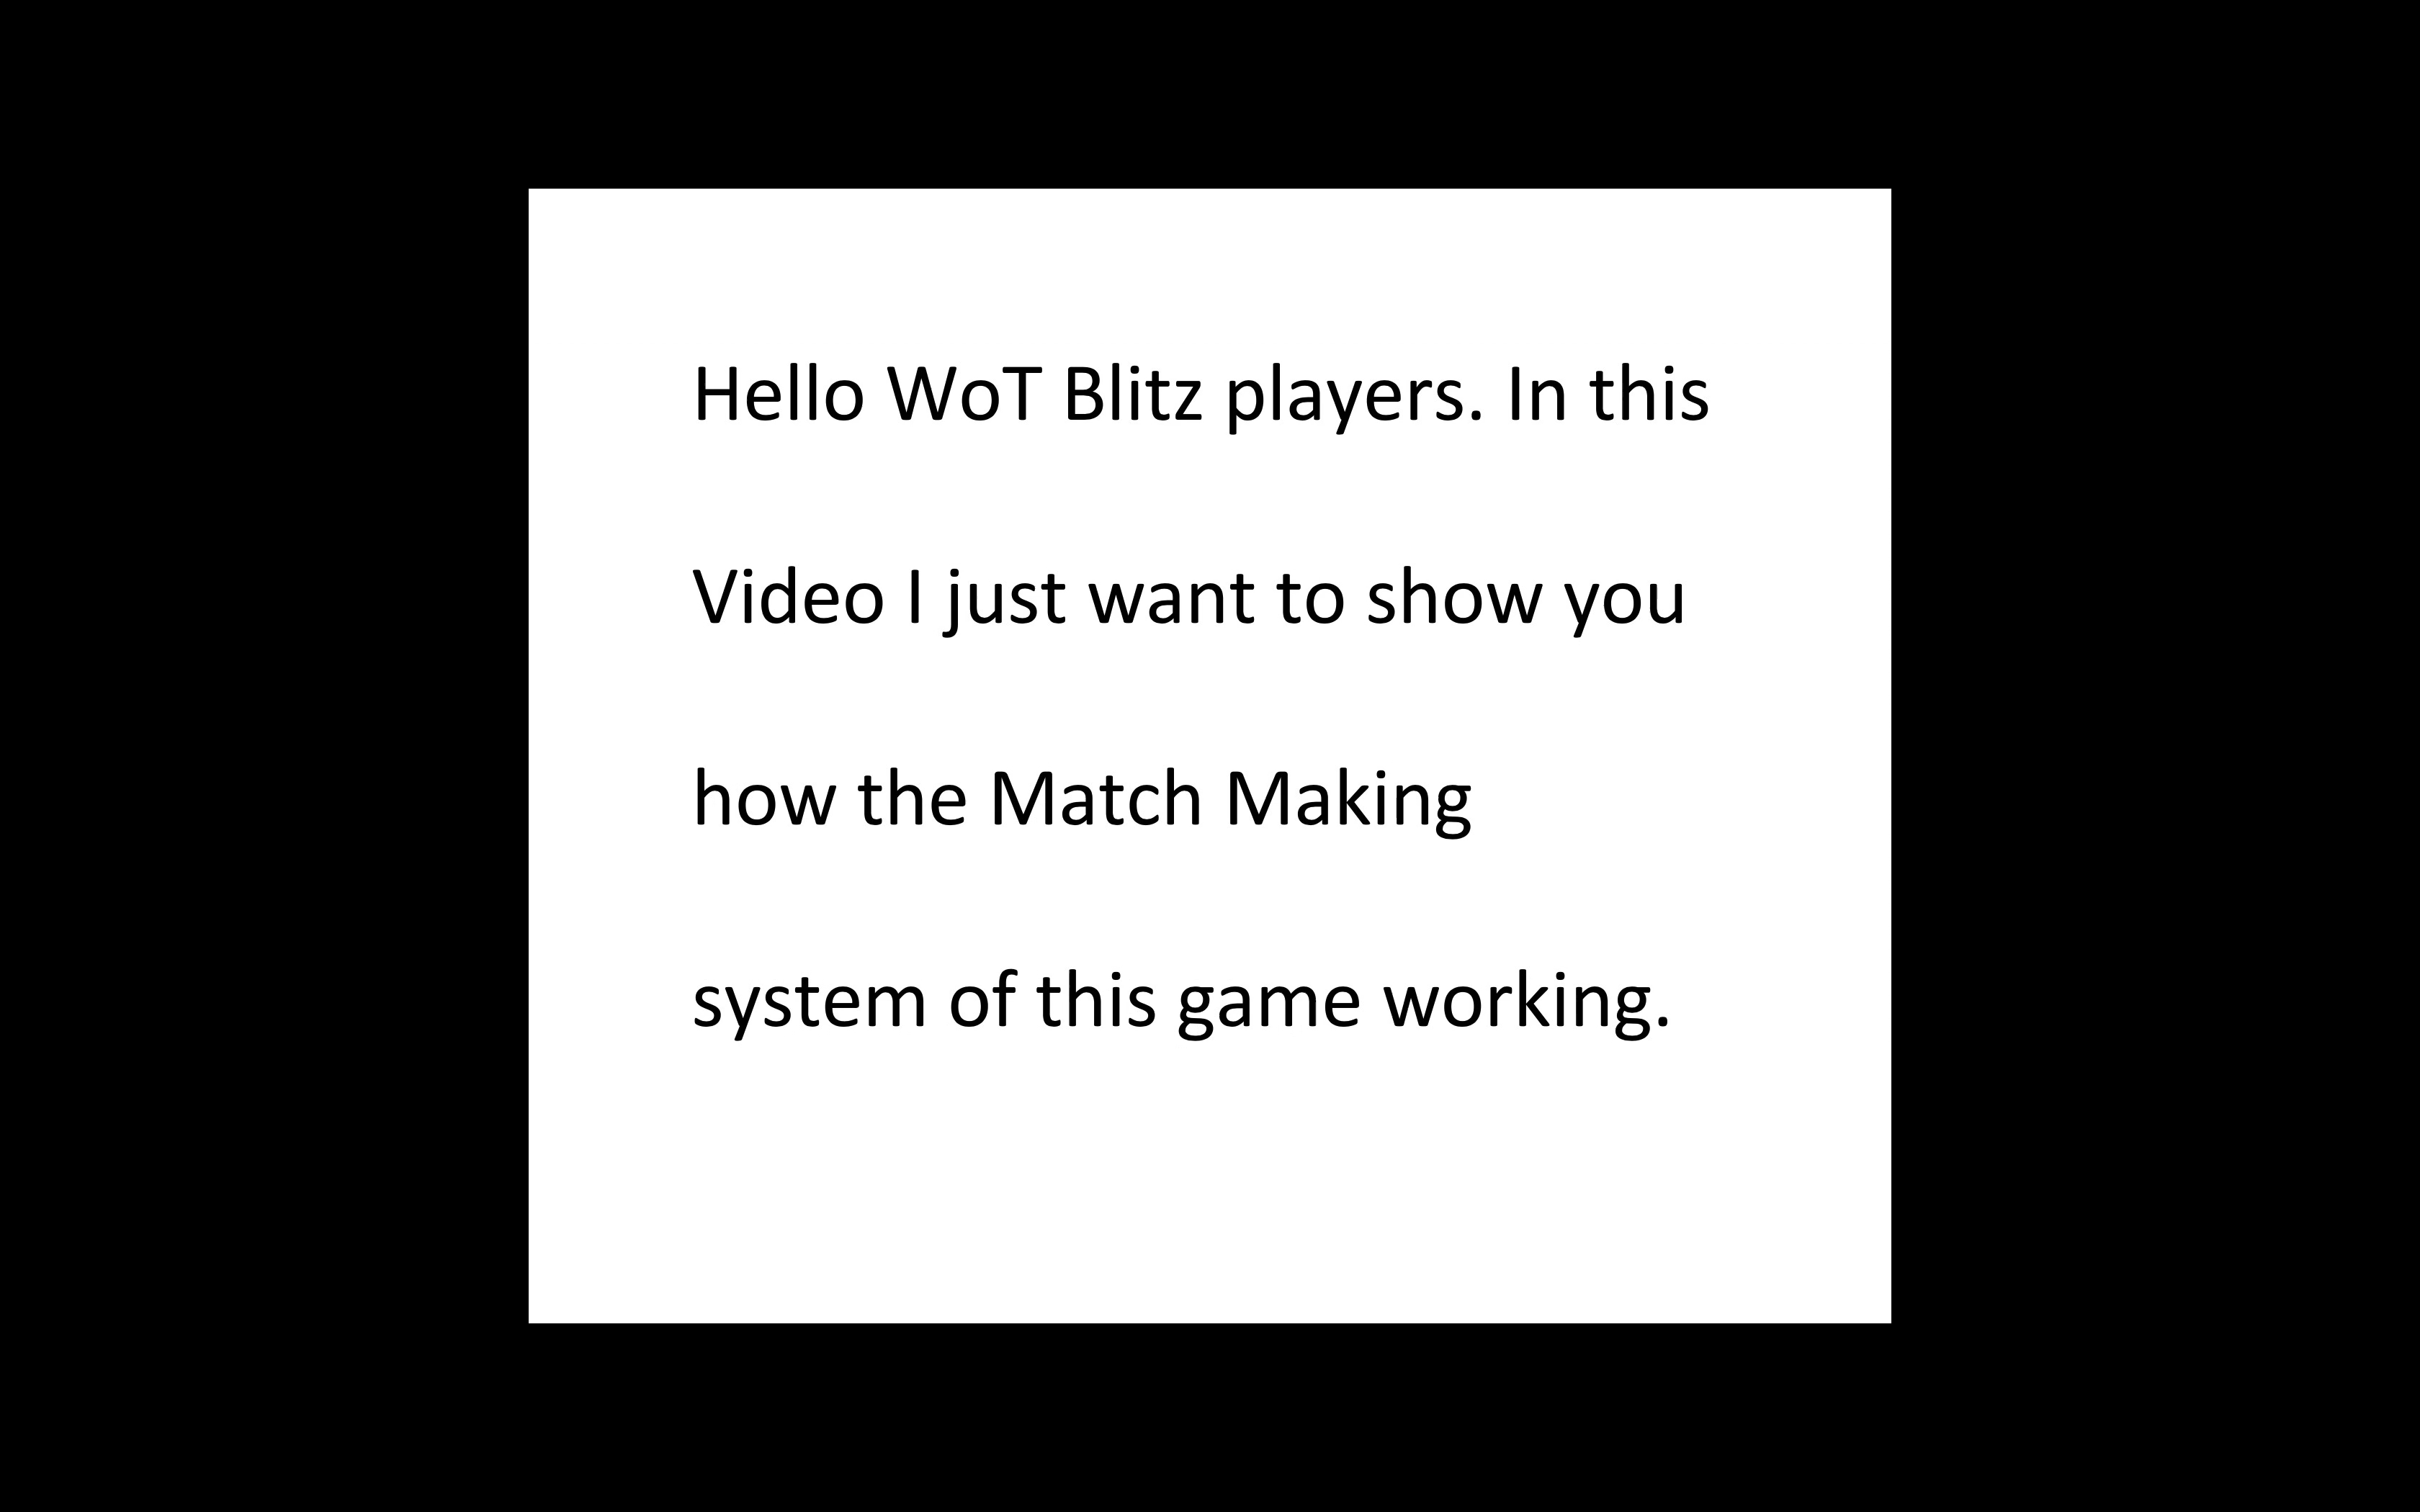 Hello WoT Blitz players. In this
Video I just want to show you
how the Match Making
system of this game working.